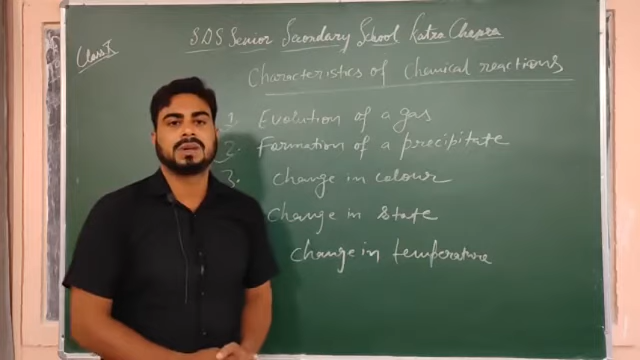 Class X
SDS Senior Secondary School Katra Chapra
Characteristics of chemical reactions
1. Evolution of a gas
2. Formation of a precipitate
3. change in colour
change in state
change in temperature